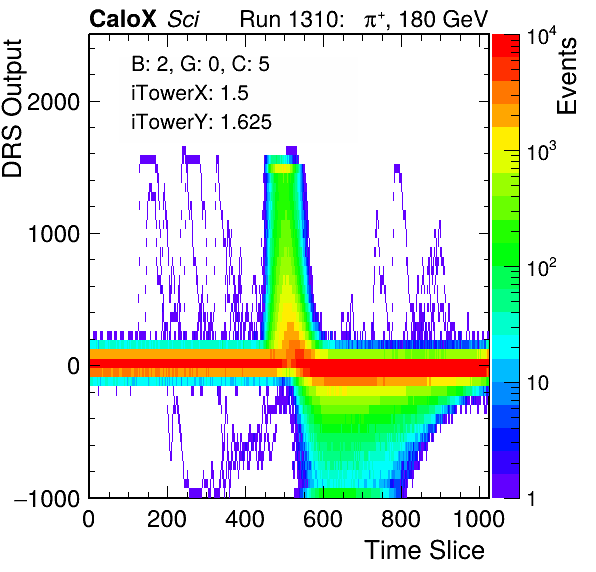 CaloX Sci Run 1310: π⁺, 180 GeV
B: 2, G: 0, C: 5
iTowerX: 1.5
iTowerY: 1.625
DRS Output
2000
1000
0
−1000
0 200 400 600 800 1000
Time Slice
Events
10⁴
10³
10²
10
1